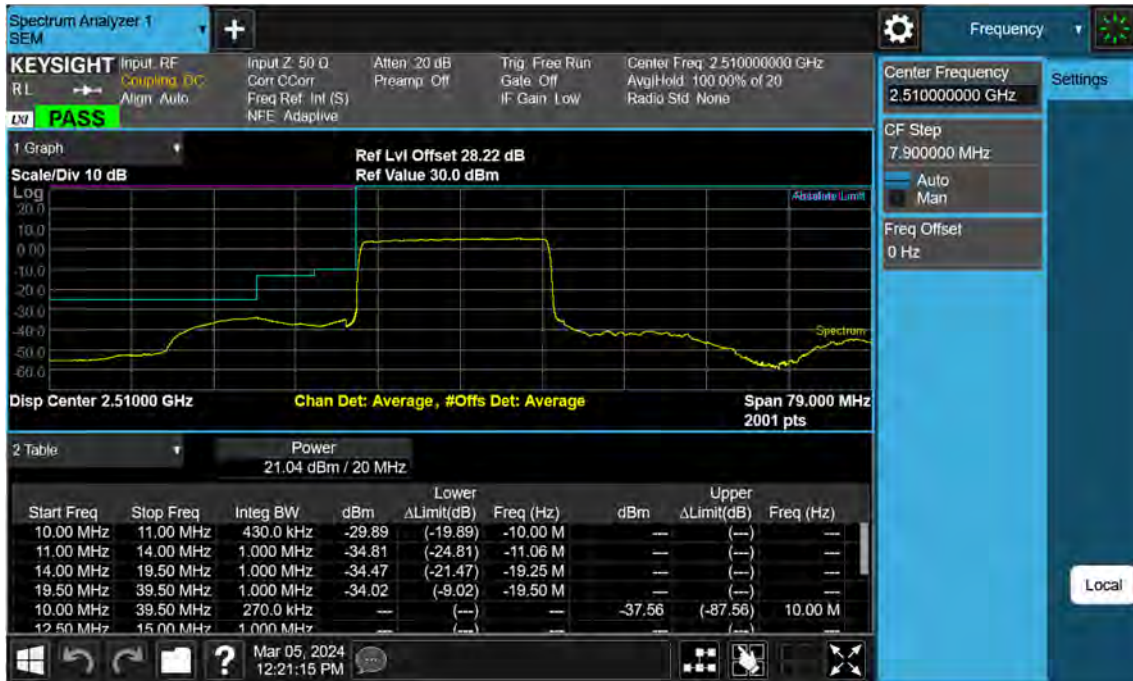 Spectrum Analyzer 1
SEM
+
Frequency
KEYSIGHT
RL
LXI
PASS
Input: RF
Coupling: DC
Align: Auto
Input Z: 50 Ω
Corr CCorr
Freq Ref: Int (S)
NFE: Adaptive
Atten: 20 dB
Preamp: Off
Trig: Free Run
Gate: Off
IF Gain: Low
Center Freq: 2.510000000 GHz
Avg|Hold: 100.00% of 20
Radio Std: None
Center Frequency
2.510000000 GHz
Settings
CF Step
7.900000 MHz
Auto
Man
Freq Offset
0 Hz
1 Graph
Scale/Div 10 dB
Ref Lvl Offset 28.22 dB
Ref Value 30.0 dBm
Log
Absolute Limit
20.0
10.0
0.00
-10.0
-20.0
-30.0
-40.0
-50.0
-60.0
Spectrum
Disp Center 2.51000 GHz
Chan Det: Average, #Offs Det: Average
Span 79.000 MHz
2001 pts
2 Table
Power
21.04 dBm / 20 MHz
Lower Upper
Start Freq Stop Freq Integ BW dBm ΔLimit(dB) Freq (Hz) dBm ΔLimit(dB) Freq (Hz)
10.00 MHz 11.00 MHz 430.0 kHz -29.89 (-19.89) -10.00 M --- (---) ---
11.00 MHz 14.00 MHz 1.000 MHz -34.81 (-24.81) -11.06 M --- (---) ---
14.00 MHz 19.50 MHz 1.000 MHz -34.47 (-21.47) -19.25 M --- (---) ---
19.50 MHz 39.50 MHz 1.000 MHz -34.02 (-9.02) -19.50 M --- (---) ---
10.00 MHz 39.50 MHz 270.0 kHz --- (---) --- -37.56 (-87.56) 10.00 M
12.50 MHz 15.00 MHz 1.000 MHz --- (---) --- --- (---) ---
Local
?
Mar 05, 2024
12:21:15 PM